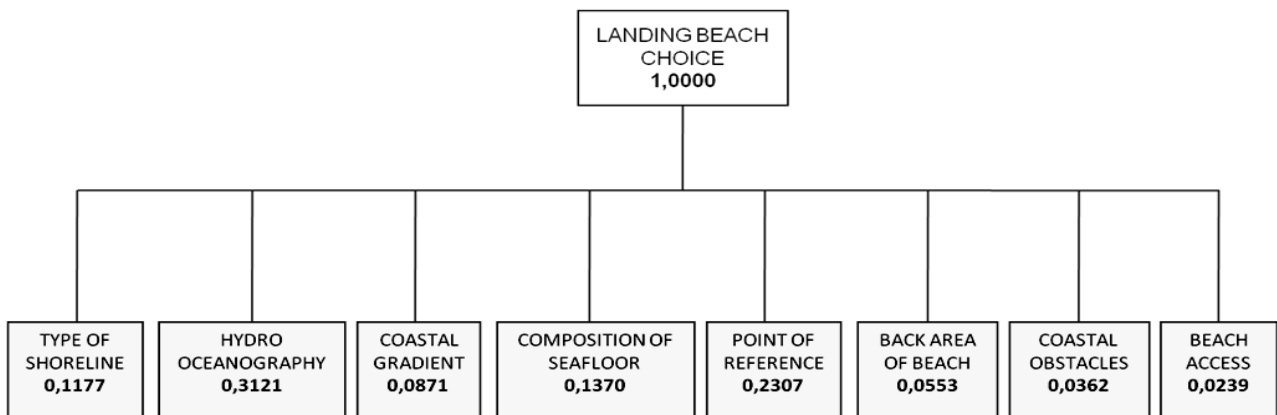 LANDING BEACH
CHOICE
1,0000
TYPE OF
SHORELINE
0,1177
HYDRO
OCEANOGRAPHY
0,3121
COASTAL
GRADIENT
0,0871
COMPOSITION OF
SEAFLOOR
0,1370
POINT OF
REFERENCE
0,2307
BACK AREA
OF BEACH
0,0553
COASTAL
OBSTACLES
0,0362
BEACH
ACCESS
0,0239